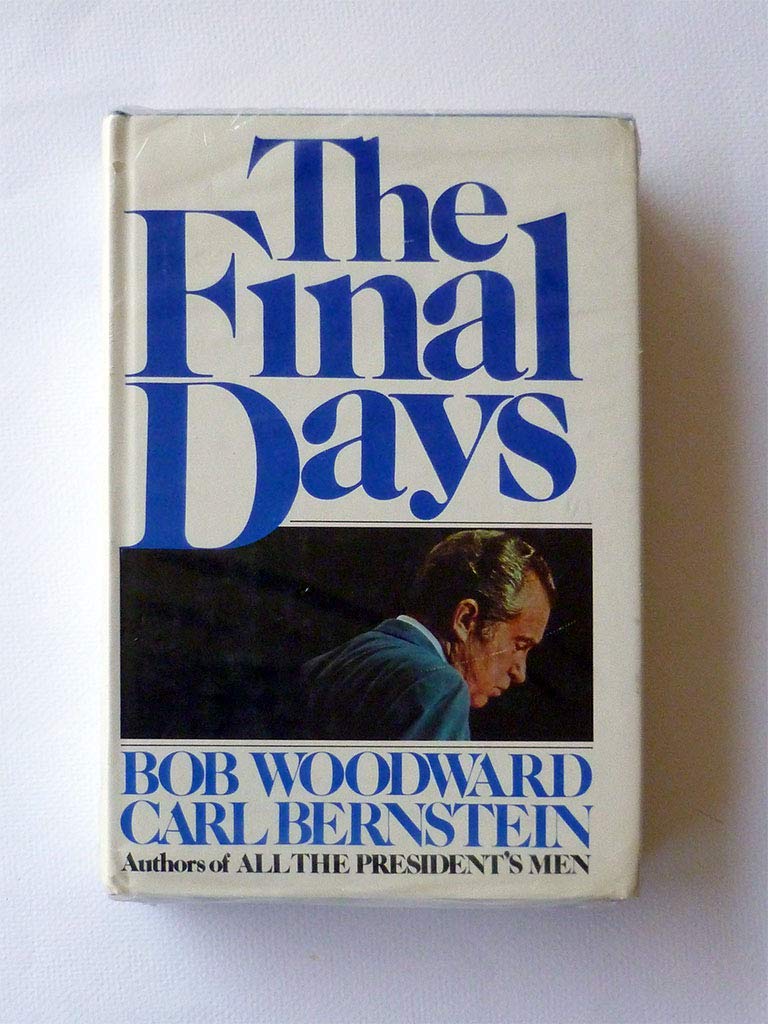 The
Final
Days
BOB WOODWARD
CARL BERNSTEIN
Authors of ALL THE PRESIDENT'S MEN